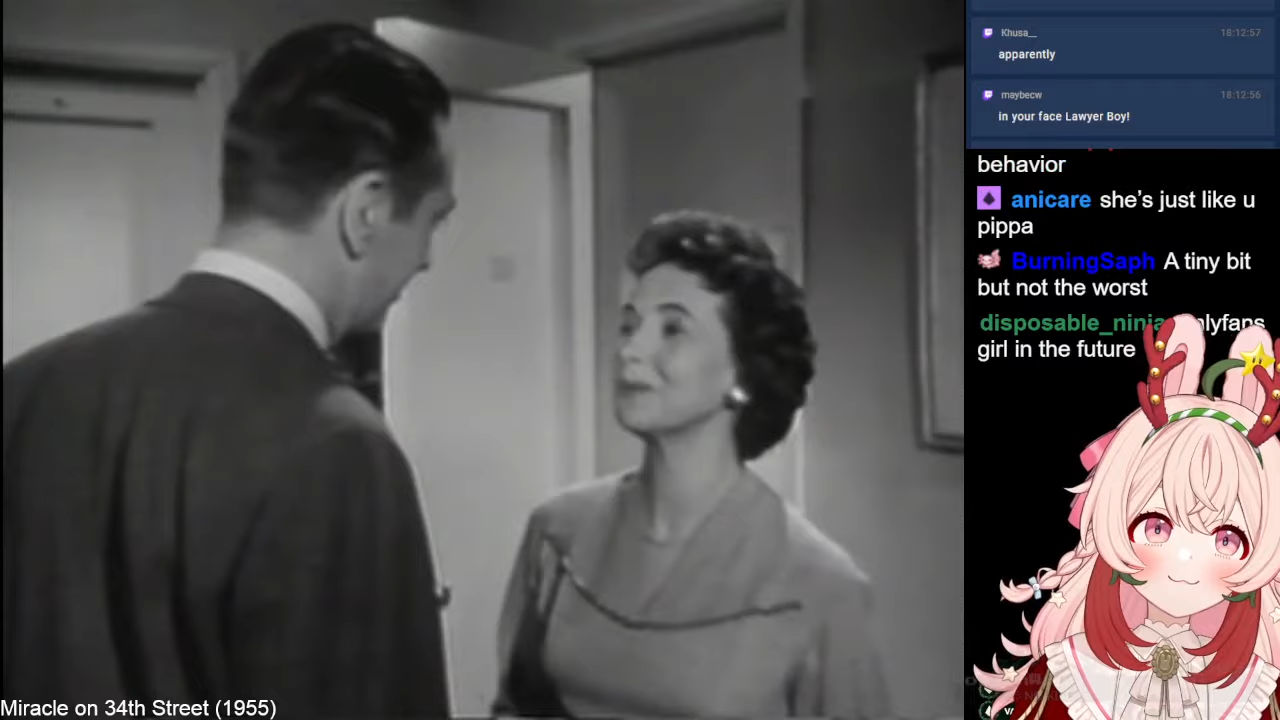 Khusa__ 18:12:57
apparently
maybecw 18:12:56
in your face Lawyer Boy!
behavior
anicare she's just like u
pippa
BurningSaph A tiny bit
but not the worst
disposable_ninja
girl in the future
Miracle on 34th Street (1955)